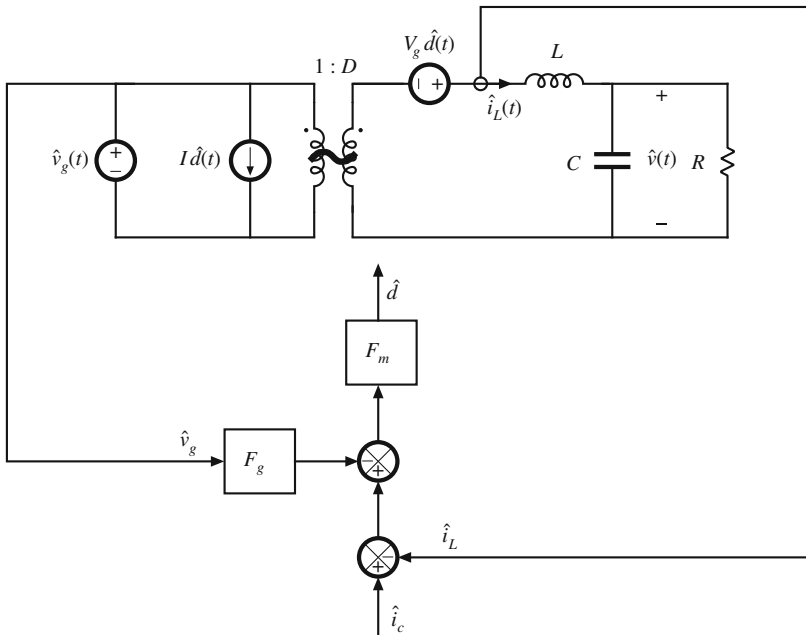 V_g d̂(t)
1 : D
L
î_L(t)
+
v̂_g(t)
+
−
I d̂(t)
−
+
C
v̂(t)
R
−
d̂
F_m
v̂_g
F_g
−
+
î_L
−
+
î_c